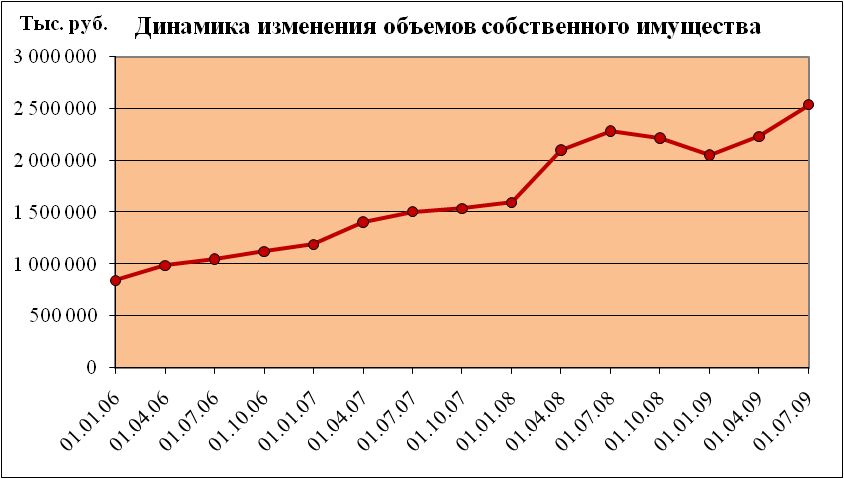 Тыс. руб.
Динамика изменения объемов собственного имущества
3 000 000
2 500 000
2 000 000
1 500 000
1 000 000
500 000
0
01.01.06
01.04.06
01.07.06
01.10.06
01.01.07
01.04.07
01.07.07
01.10.07
01.01.08
01.04.08
01.07.08
01.10.08
01.01.09
01.04.09
01.07.09